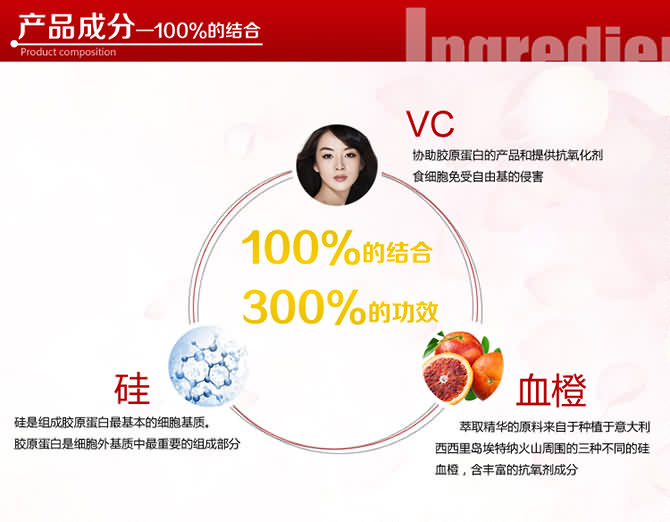 产品成分—100%的结合
Product composition
Ingredien
VC
协助胶原蛋白的产品和提供抗氧化剂
食细胞免受自由基的侵害
100%的结合
300%的功效
硅
硅是组成胶原蛋白最基本的细胞基质。
胶原蛋白是细胞外基质中最重要的组成部分
血橙
萃取精华的原料来自于种植于意大利
西西里岛埃特纳火山周围的三种不同的硅
血橙，含丰富的抗氧剂成分